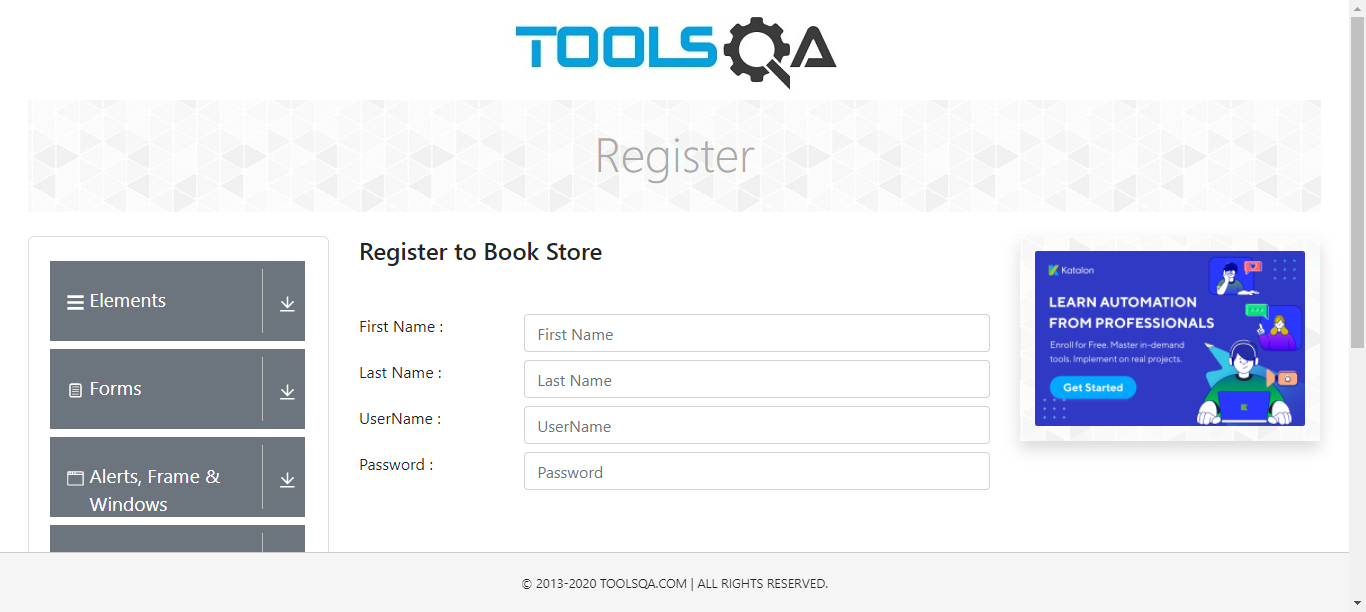 TOOLSQA
Register
Elements
Forms
Alerts, Frame &
Windows
Register to Book Store
First Name :
First Name
Last Name :
Last Name
UserName :
UserName
Password :
Password
Katalon
LEARN AUTOMATION
FROM PROFESSIONALS
Enroll for Free. Master in-demand
tools. Implement on real projects.
Get Started
© 2013-2020 TOOLSQA.COM | ALL RIGHTS RESERVED.